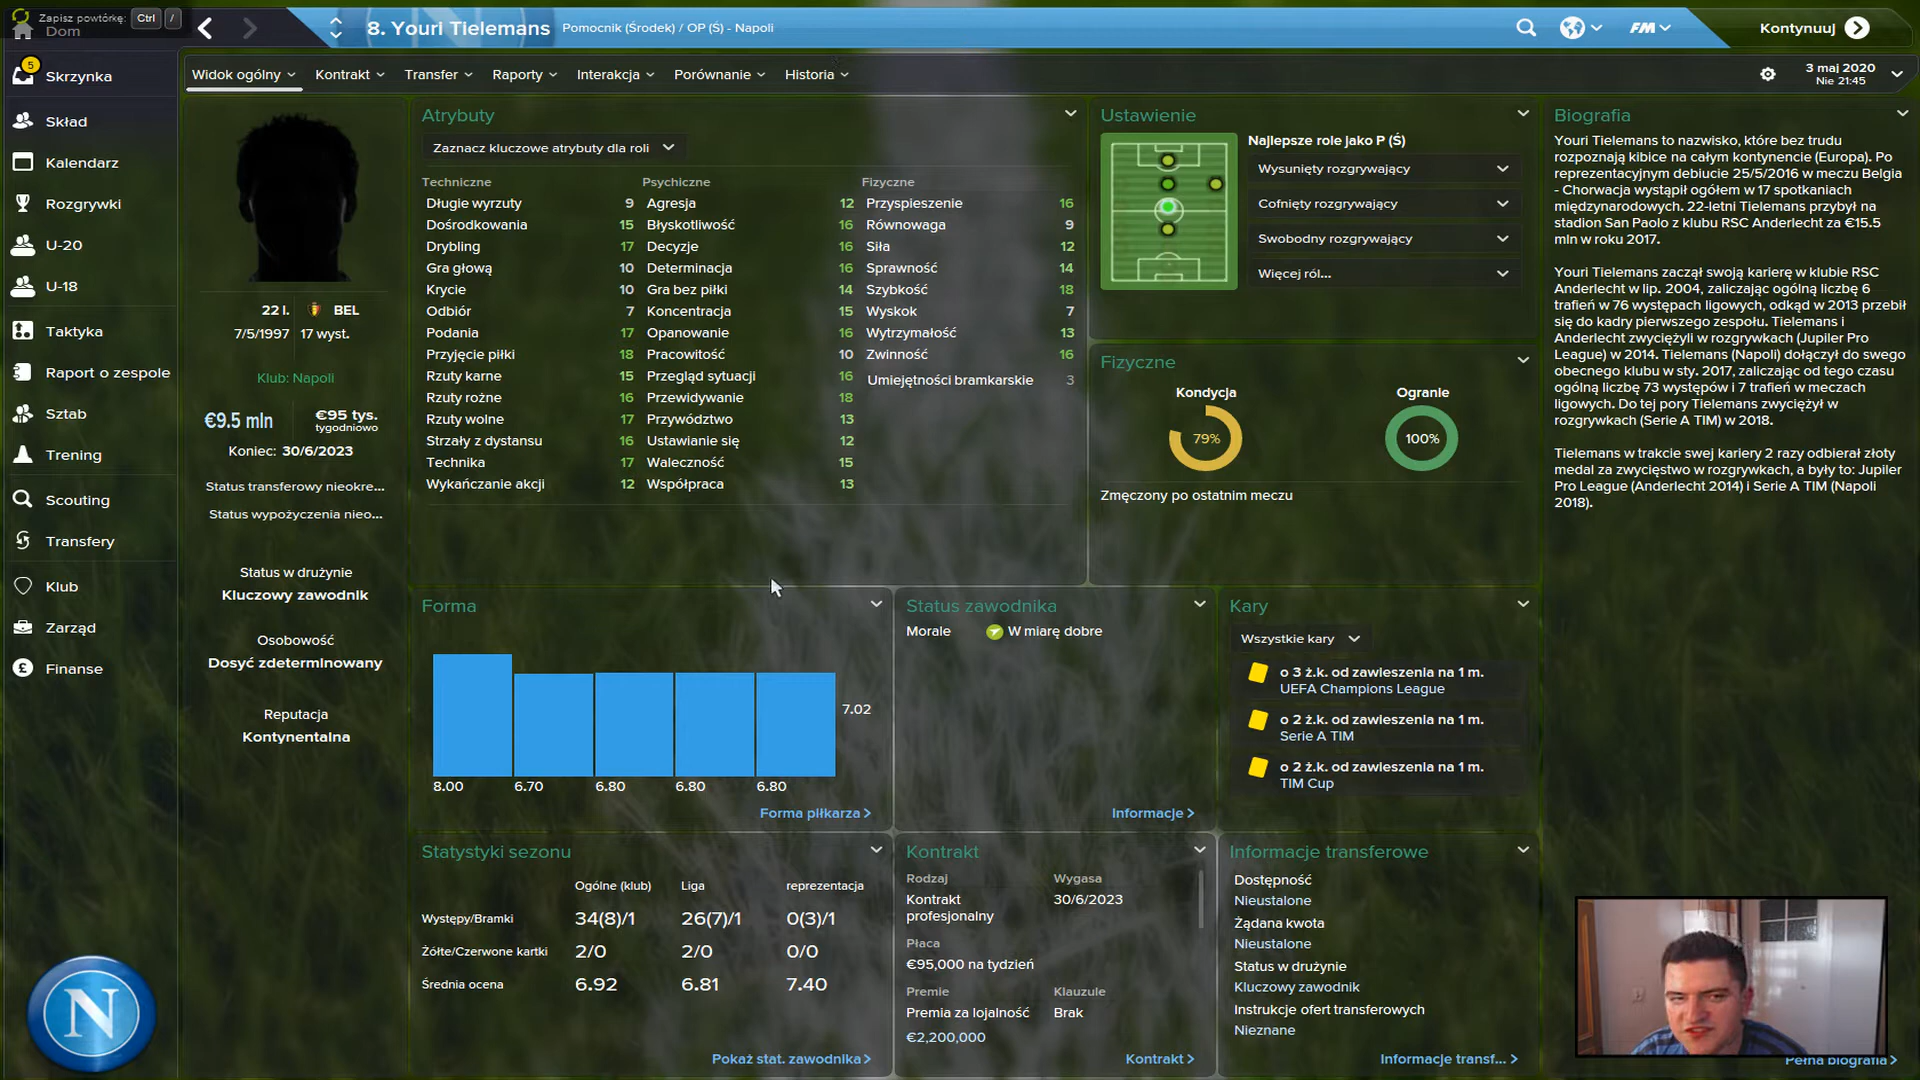 Zapisz powtórkę: Ctrl /
Dom
8. Youri Tielemans Pomocnik (Środek) / OP (Ś) - Napoli
FM
Kontynuuj
5
Skrzynka
Skład
Kalendarz
Rozgrywki
U-20
U-18
Taktyka
Raport o zespole
Sztab
Trening
Scouting
Transfery
Klub
Zarząd
£ Finanse
N
Widok ogólny Kontrakt Transfer Raporty Interakcja Porównanie Historia
3 maj 2020
Nie 21:45
22 l. BEL
7/5/1997 17 wyst.
Klub: Napoli
€9.5 mln
€95 tys.
tygodniowo
Koniec: 30/6/2023
Status transferowy nieokre...
Status wypożyczenia nieo...
Status w drużynie
Kluczowy zawodnik
Osobowość
Dosyć zdeterminowany
Reputacja
Kontynentalna
Atrybuty
Zaznacz kluczowe atrybuty dla roli
Techniczne Psychiczne Fizyczne
Długie wyrzuty 9 Agresja 12 Przyspieszenie 16
Dośrodkowania 15 Błyskotliwość 16 Równowaga 9
Drybling 17 Decyzje 16 Siła 12
Gra głową 10 Determinacja 16 Sprawność 14
Krycie 10 Gra bez piłki 14 Szybkość 18
Odbiór 7 Koncentracja 15 Wyskok 7
Podania 17 Opanowanie 16 Wytrzymałość 13
Przyjęcie piłki 18 Pracowitość 10 Zwinność 16
Rzuty karne 15 Przegląd sytuacji 16 Umiejętności bramkarskie 3
Rzuty rożne 16 Przewidywanie 18
Rzuty wolne 17 Przywództwo 13
Strzały z dystansu 16 Ustawianie się 12
Technika 17 Waleczność 15
Wykańczanie akcji 12 Współpraca 13
Ustawienie
Najlepsze role jako P (Ś)
Wysunięty rozgrywający
Cofnięty rozgrywający
Swobodny rozgrywający
Więcej ról...
Fizyczne
Kondycja Ogranie
79% 100%
Zmęczony po ostatnim meczu
Biografia
Youri Tielemans to nazwisko, które bez trudu
rozpoznają kibice na całym kontynencie (Europa). Po
reprezentacyjnym debiucie 25/5/2016 w meczu Belgia
- Chorwacja wystąpił ogółem w 17 spotkaniach
międzynarodowych. 22-letni Tielemans przybył na
stadion San Paolo z klubu RSC Anderlecht za €15.5
mln w roku 2017.
Youri Tielemans zaczął swoją karierę w klubie RSC
Anderlecht w lip. 2004, zaliczając ogólną liczbę 6
trafień w 76 występach ligowych, odkąd w 2013 przebił
się do kadry pierwszego zespołu. Tielemans i
Anderlecht zwyciężyli w rozgrywkach (Jupiler Pro
League) w 2014. Tielemans (Napoli) dołączył do swego
obecnego klubu w sty. 2017, zaliczając od tego czasu
ogólną liczbę 73 występów i 7 trafień w meczach
ligowych. Do tej pory Tielemans zwyciężył w
rozgrywkach (Serie A TIM) w 2018.
Tielemans w trakcie swej kariery 2 razy odbierał złoty
medal za zwycięstwo w rozgrywkach, a były to: Jupiler
Pro League (Anderlecht 2014) i Serie A TIM (Napoli
2018).
Pełna biografia >
Forma
7.02
8.00 6.70 6.80 6.80 6.80
Forma piłkarza >
Status zawodnika
Morale W miarę dobre
Informacje >
Kary
Wszystkie kary
o 3 ż.k. od zawieszenia na 1 m.
UEFA Champions League
o 2 ż.k. od zawieszenia na 1 m.
Serie A TIM
o 2 ż.k. od zawieszenia na 1 m.
TIM Cup
Statystyki sezonu
Ogólne (klub) Liga reprezentacja
Występy/Bramki 34(8)/1 26(7)/1 0(3)/1
Żółte/Czerwone kartki 2/0 2/0 0/0
Średnia ocena 6.92 6.81 7.40
Pokaż stat. zawodnika >
Kontrakt
Rodzaj Wygasa
Kontrakt 30/6/2023
profesjonalny
Płaca
€95,000 na tydzień
Premie Klauzule
Premia za lojalność Brak
€2,200,000
Kontrakt >
Informacje transferowe
Dostępność
Nieustalone
Żądana kwota
Nieustalone
Status w drużynie
Kluczowy zawodnik
Instrukcje ofert transferowych
Nieznane
Informacje transf... >